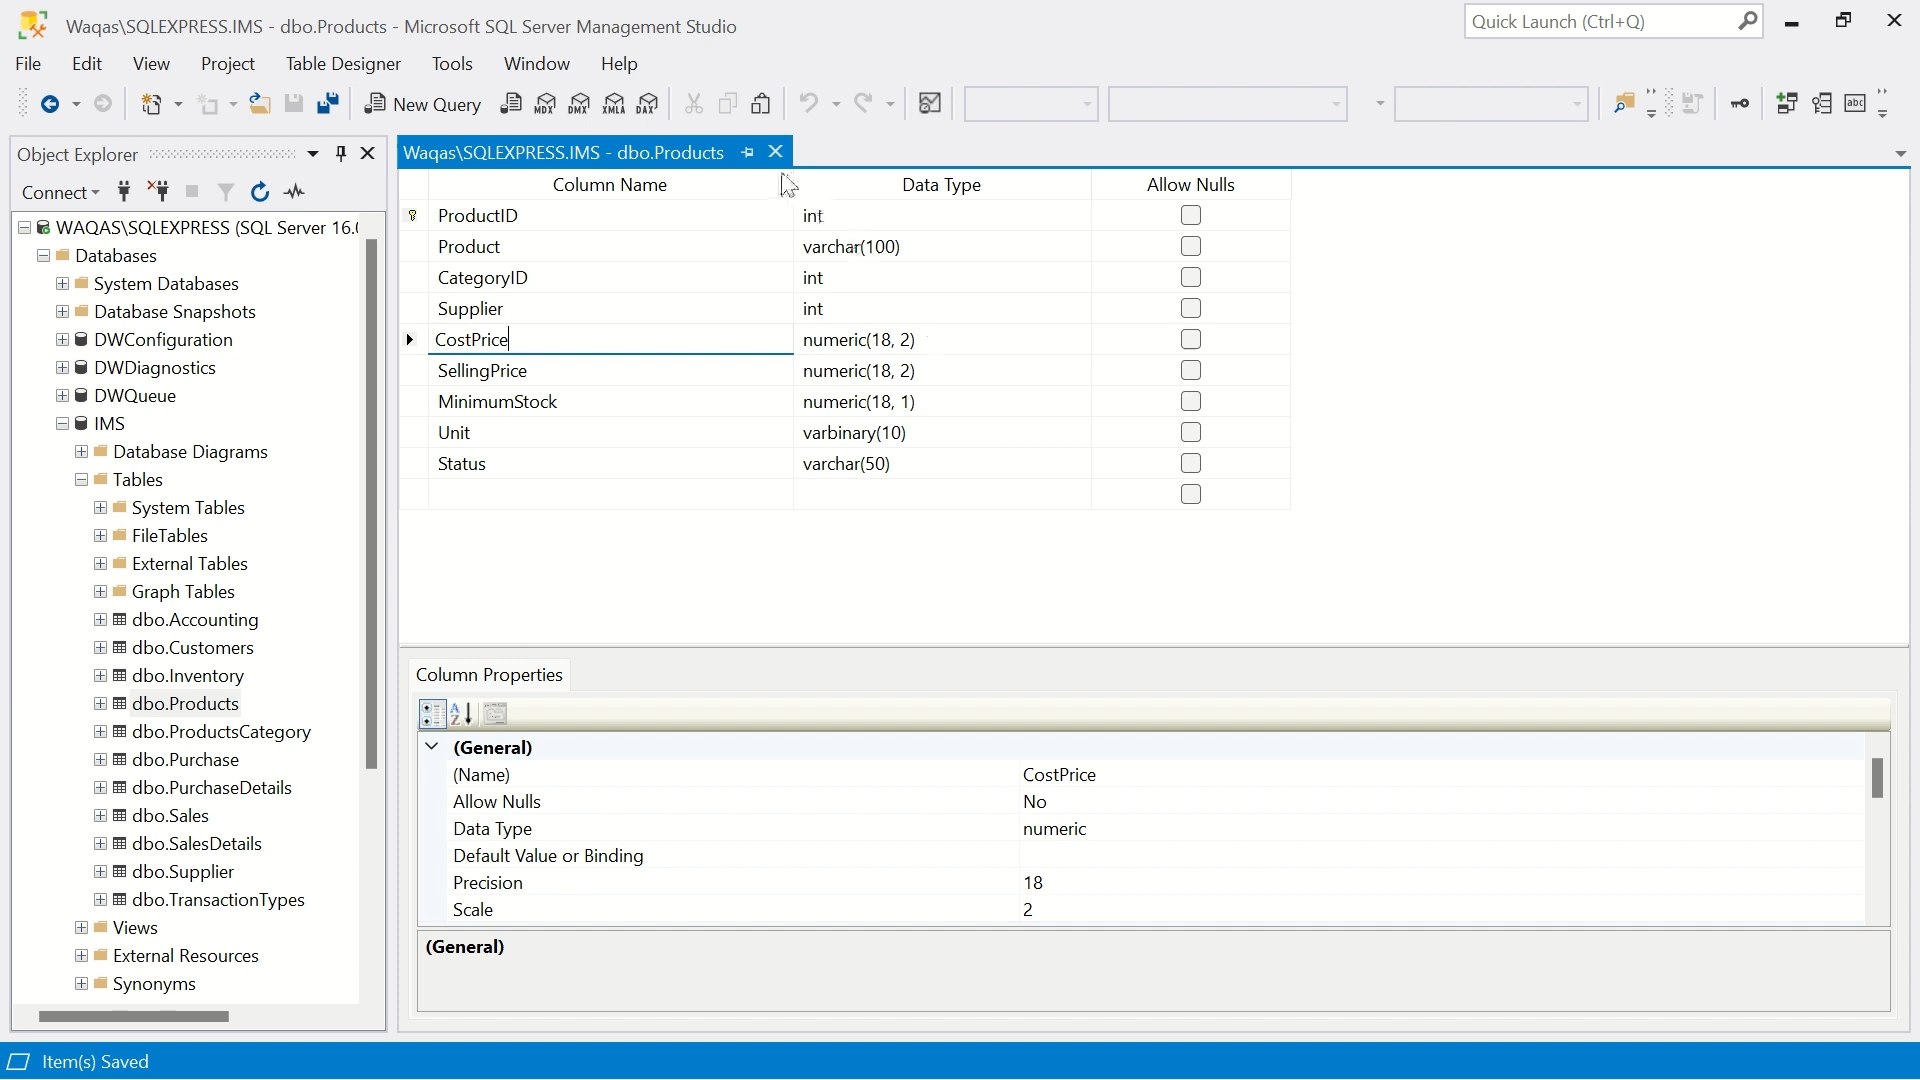 Waqas\SQLEXPRESS.IMS - dbo.Products - Microsoft SQL Server Management Studio
Quick Launch (Ctrl+Q)
File Edit View Project Table Designer Tools Window Help
New Query MDX DMX XMLA DAX abc
Object Explorer
Waqas\SQLEXPRESS.IMS - dbo.Products
Connect
WAQAS\SQLEXPRESS (SQL Server 16.0
Databases
System Databases
Database Snapshots
DWConfiguration
DWDiagnostics
DWQueue
IMS
Database Diagrams
Tables
System Tables
FileTables
External Tables
Graph Tables
dbo.Accounting
dbo.Customers
dbo.Inventory
dbo.Products
dbo.ProductsCategory
dbo.Purchase
dbo.PurchaseDetails
dbo.Sales
dbo.SalesDetails
dbo.Supplier
dbo.TransactionTypes
Views
External Resources
Synonyms
Column Name Data Type Allow Nulls
ProductID int
Product varchar(100)
CategoryID int
Supplier int
CostPrice numeric(18, 2)
SellingPrice numeric(18, 2)
MinimumStock numeric(18, 1)
Unit varbinary(10)
Status varchar(50)
Column Properties
(General)
(Name) CostPrice
Allow Nulls No
Data Type numeric
Default Value or Binding
Precision 18
Scale 2
(General)
Item(s) Saved